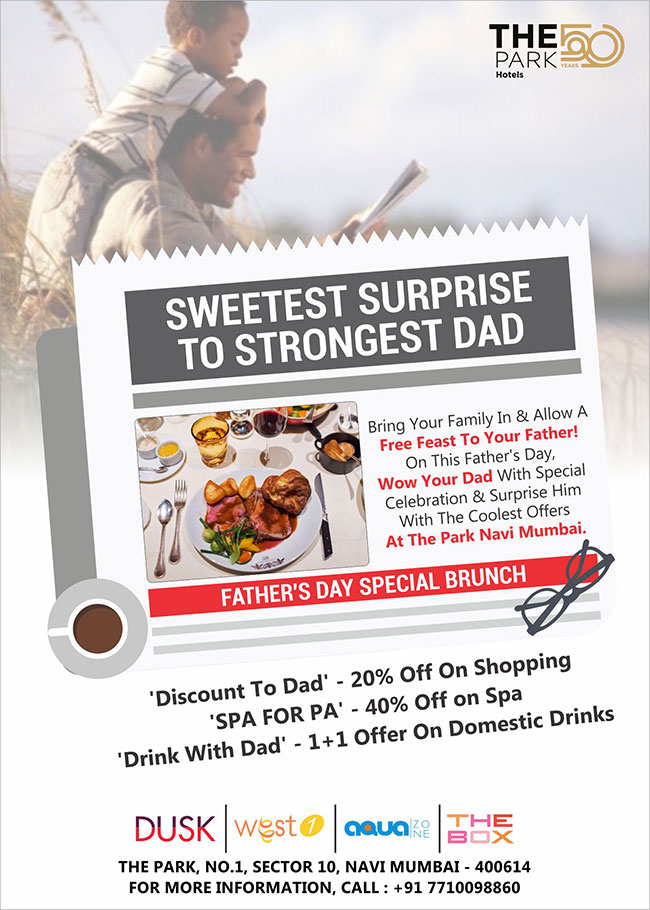 THE 50
PARK YEARS
Hotels
SWEETEST SURPRISE
TO STRONGEST DAD
Bring Your Family In & Allow A
Free Feast To Your Father!
On This Father's Day,
Wow Your Dad With Special
Celebration & Surprise Him
With The Coolest Offers
At The Park Navi Mumbai.
FATHER'S DAY SPECIAL BRUNCH
'Discount To Dad' - 20% Off On Shopping
'SPA FOR PA' - 40% Off on Spa
'Drink With Dad' - 1+1 Offer On Domestic Drinks
DUSK west 1 aqua ZONE THE BOX
THE PARK, NO.1, SECTOR 10, NAVI MUMBAI - 400614
FOR MORE INFORMATION, CALL : +91 7710098860